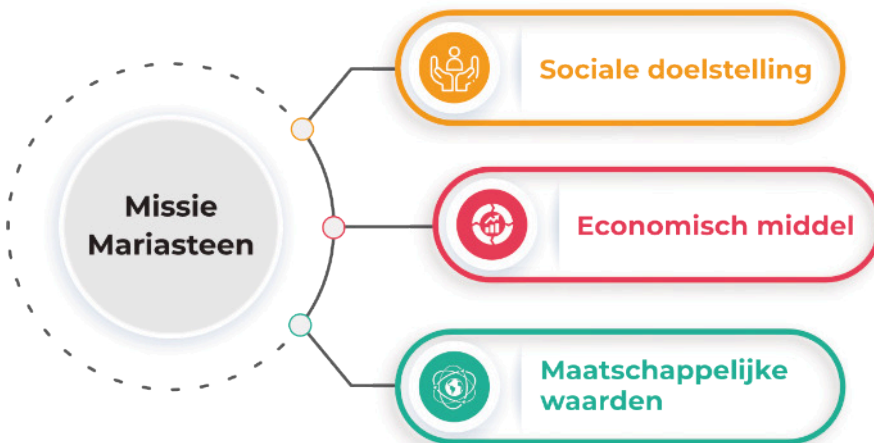 Missie
Mariasteen
Sociale doelstelling
Economisch middel
Maatschappelijke
waarden